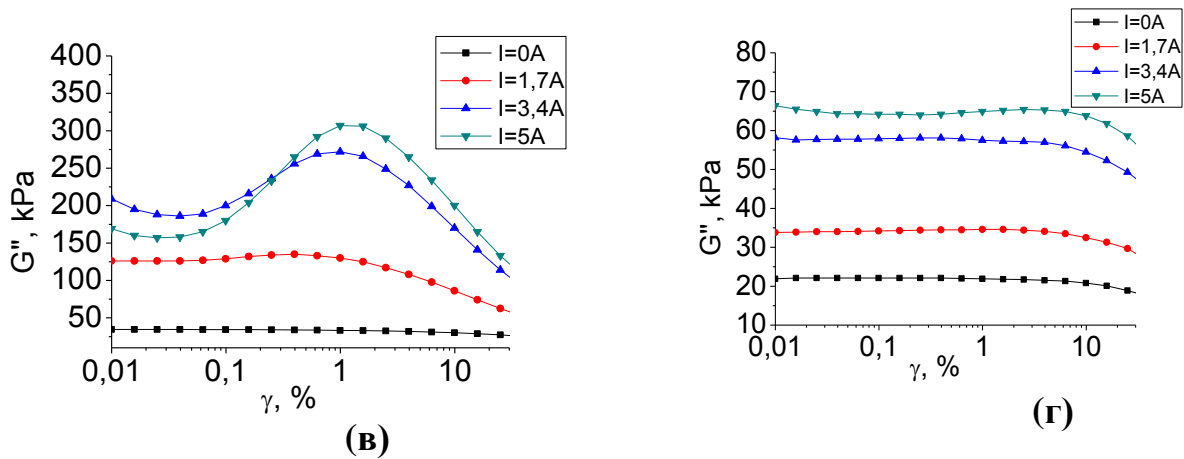 I=0A
I=1,7A
I=3,4A
I=5A
400
350
300
250
200
150
100
50
G'', kPa
0,01
0,1
1
10
γ, %
(в)
I=0A
I=1,7A
I=3,4A
I=5A
80
70
60
50
40
30
20
10
G'', kPa
0,01
0,1
1
10
γ, %
(г)